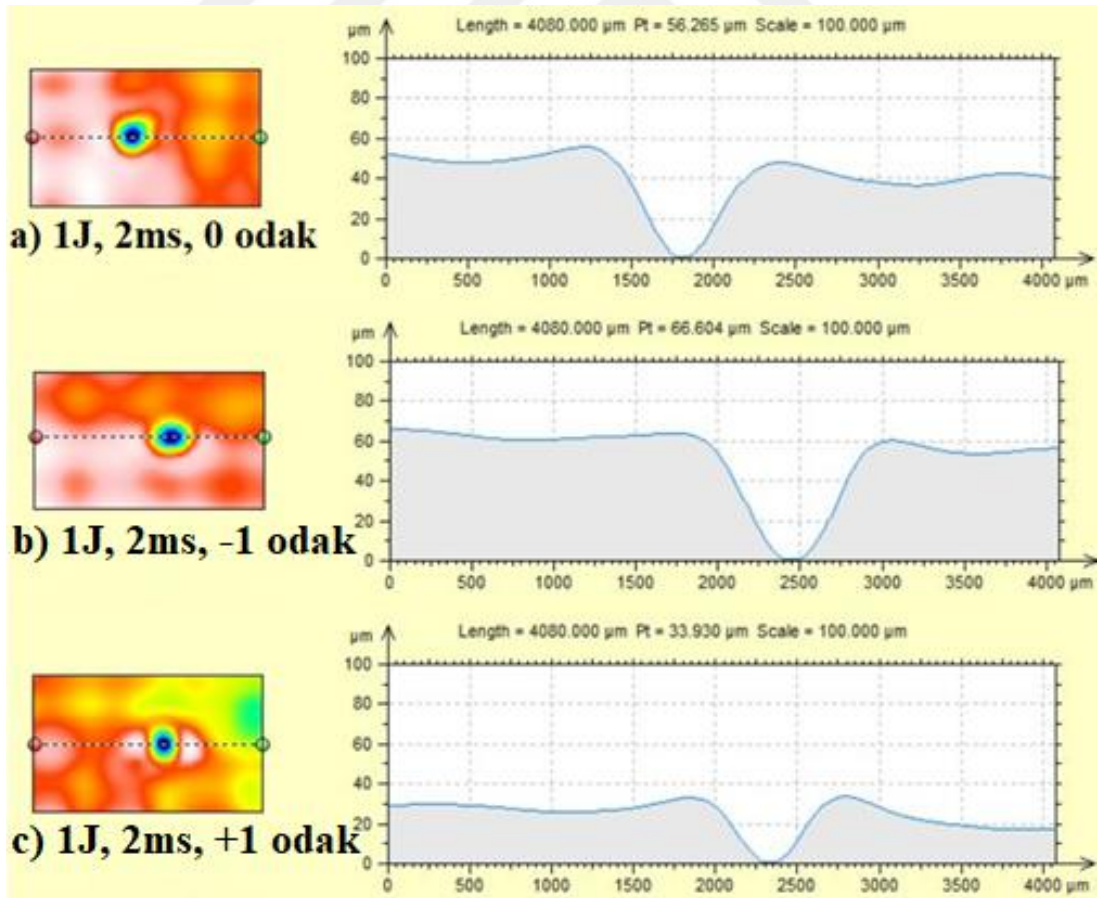 Length = 4080.000 µm Pt = 56.265 µm Scale = 100.000 µm
µm
100
80
60
40
20
0
0 500 1000 1500 2000 2500 3000 3500 4000 µm
a) 1J, 2ms, 0 odak
Length = 4080.000 µm Pt = 66.604 µm Scale = 100.000 µm
µm
100
80
60
40
20
0
0 500 1000 1500 2000 2500 3000 3500 4000 µm
b) 1J, 2ms, -1 odak
Length = 4080.000 µm Pt = 33.930 µm Scale = 100.000 µm
µm
100
80
60
40
20
0
0 500 1000 1500 2000 2500 3000 3500 4000 µm
c) 1J, 2ms, +1 odak